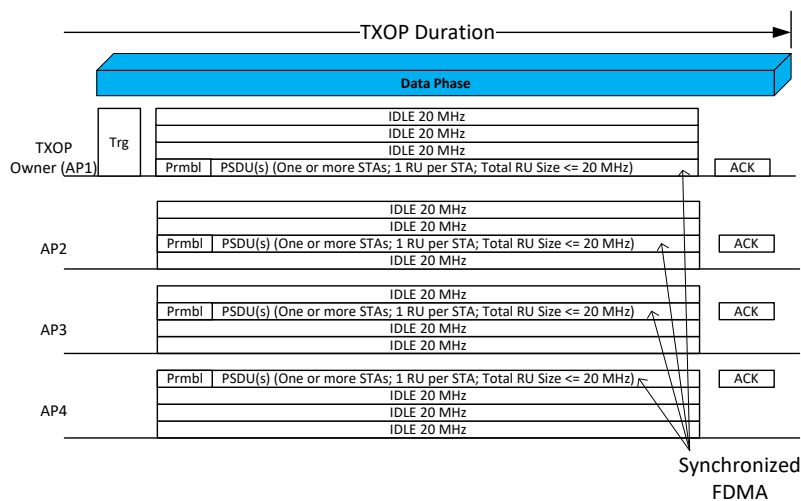 TXOP Duration
Data Phase
TXOP
Owner (AP1)
Trg
IDLE 20 MHz
IDLE 20 MHz
IDLE 20 MHz
Prmbl
PSDU(s) (One or more STAs; 1 RU per STA; Total RU Size <= 20 MHz)
ACK
AP2
IDLE 20 MHz
IDLE 20 MHz
Prmbl
PSDU(s) (One or more STAs; 1 RU per STA; Total RU Size <= 20 MHz)
IDLE 20 MHz
ACK
AP3
IDLE 20 MHz
Prmbl
PSDU(s) (One or more STAs; 1 RU per STA; Total RU Size <= 20 MHz)
IDLE 20 MHz
IDLE 20 MHz
ACK
AP4
Prmbl
PSDU(s) (One or more STAs; 1 RU per STA; Total RU Size <= 20 MHz)
IDLE 20 MHz
IDLE 20 MHz
IDLE 20 MHz
ACK
Synchronized
FDMA